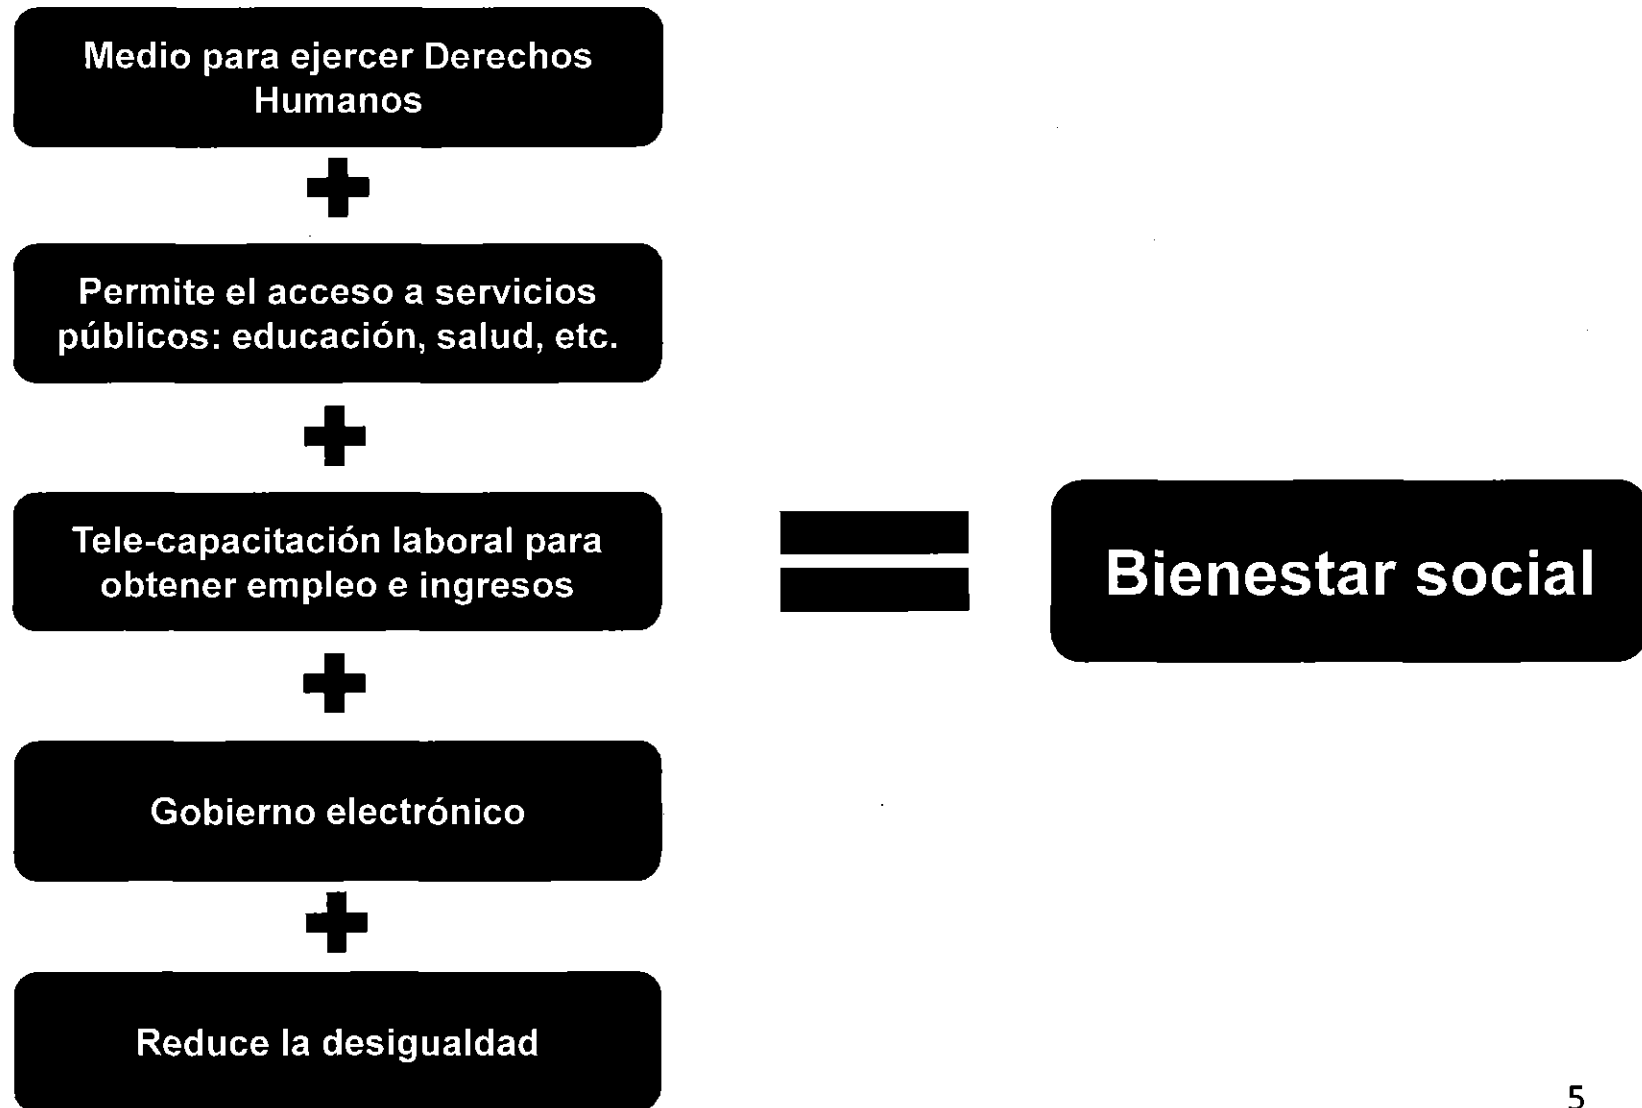 Medio para ejercer Derechos
Humanos
Permite el acceso a servicios
públicos: educación, salud, etc.
Tele-capacitación laboral para
obtener empleo e ingresos
Bienestar social
Gobierno electrónico
Reduce la desigualdad
5